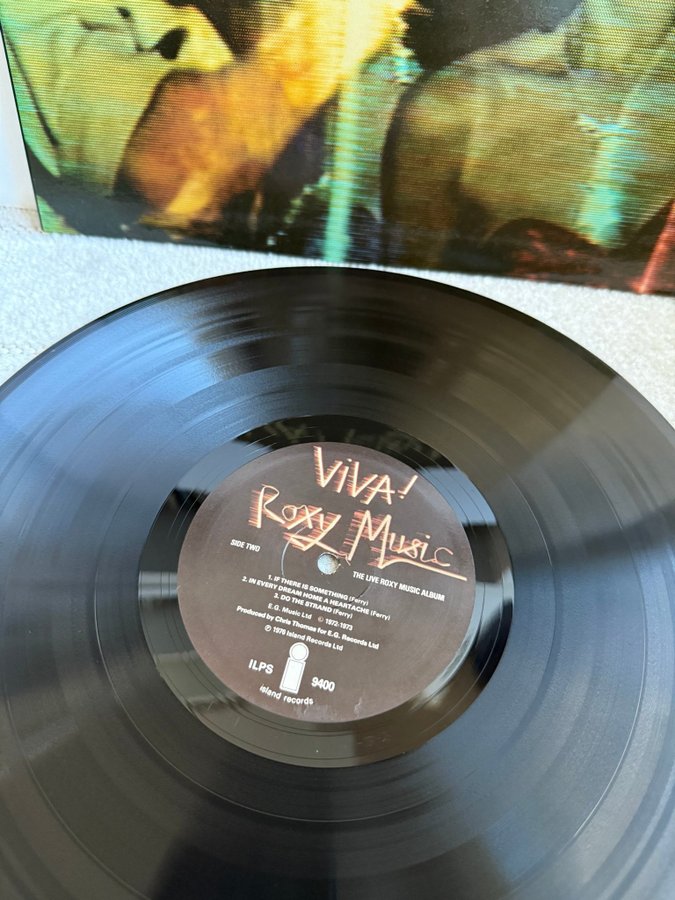 ViVA!
Roxy Music
SIDE TWO
THE LIVE ROXY MUSIC ALBUM
1. IF THERE IS SOMETHING (Ferry)
2. IN EVERY DREAM HOME A HEARTACHE (Ferry)
3. DO THE STRAND (Ferry)
E.G. Music Ltd ℗ 1972-1973
Produced by Chris Thomas for E.G. Records Ltd
℗ 1976 Island Records Ltd
ILPS 9400
island records